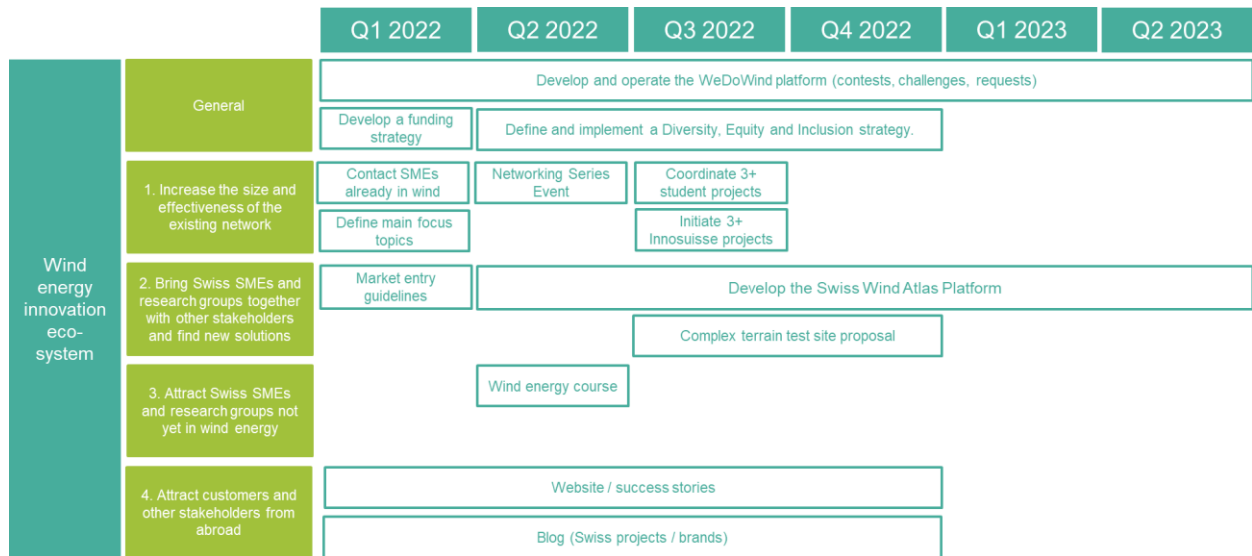 Q1 2022
Q2 2022
Q3 2022
Q4 2022
Q1 2023
Q2 2023
Wind
energy
innovation
eco-
system
General
Develop and operate the WeDoWind platform (contests, challenges, requests)
Develop a funding
strategy
Define and implement a Diversity, Equity and Inclusion strategy.
1. Increase the size and
effectiveness of the
existing network
Contact SMEs
already in wind
Networking Series
Event
Coordinate 3+
student projects
Define main focus
topics
Initiate 3+
Innosuisse projects
2. Bring Swiss SMEs and
research groups together
with other stakeholders
and find new solutions
Market entry
guidelines
Develop the Swiss Wind Atlas Platform
Complex terrain test site proposal
3. Attract Swiss SMEs
and research groups not
yet in wind energy
Wind energy course
4. Attract customers and
other stakeholders from
abroad
Website / success stories
Blog (Swiss projects / brands)